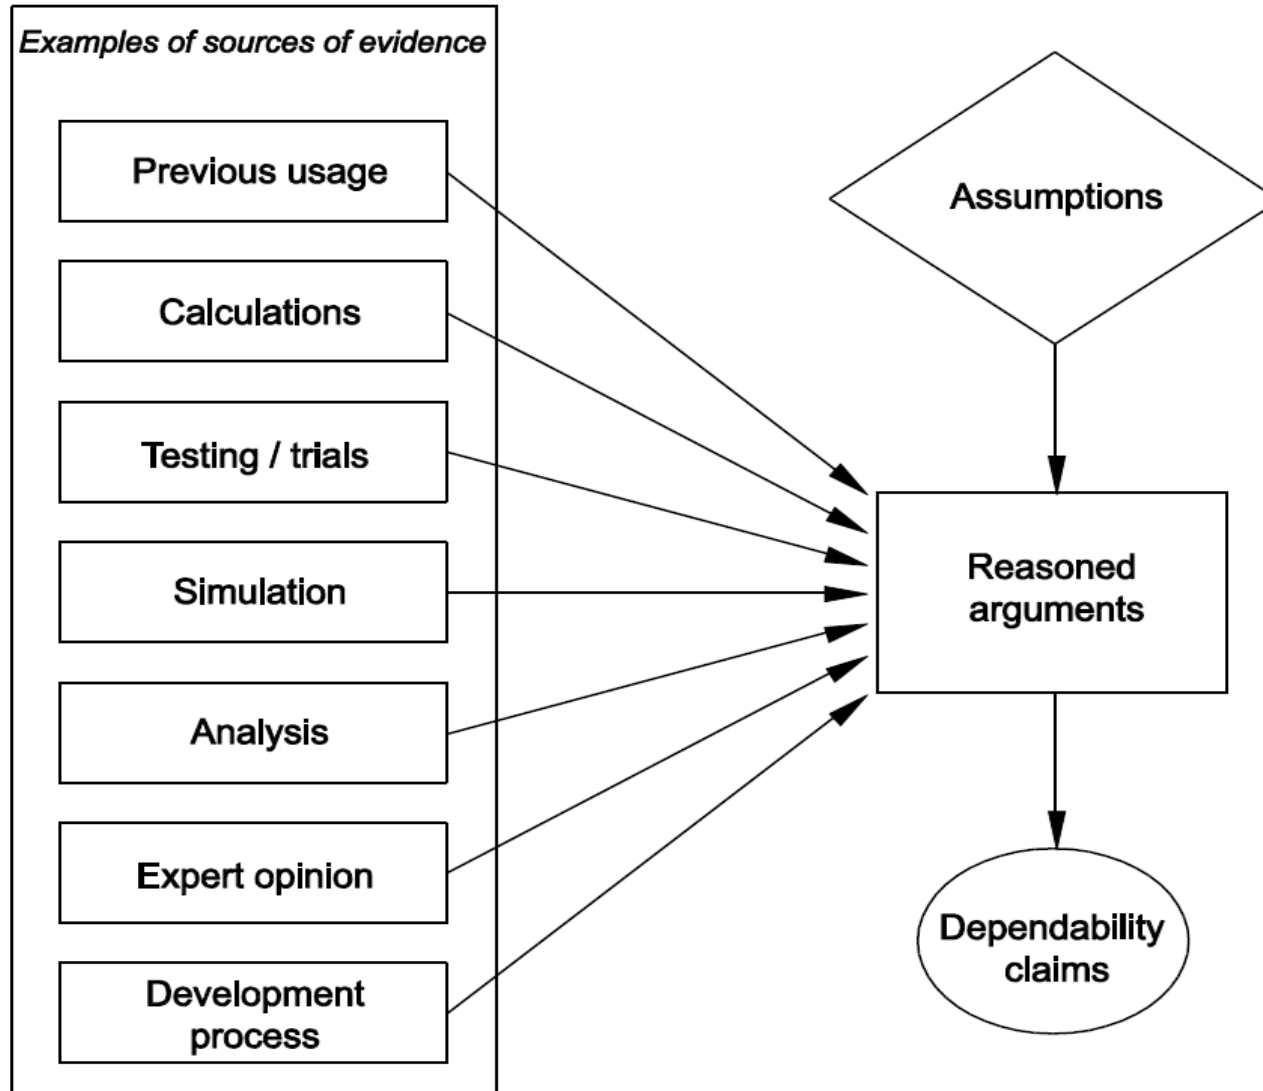 Examples of sources of evidence
Previous usage
Calculations
Testing / trials
Simulation
Analysis
Expert opinion
Development
process
Assumptions
Reasoned
arguments
Dependability
claims